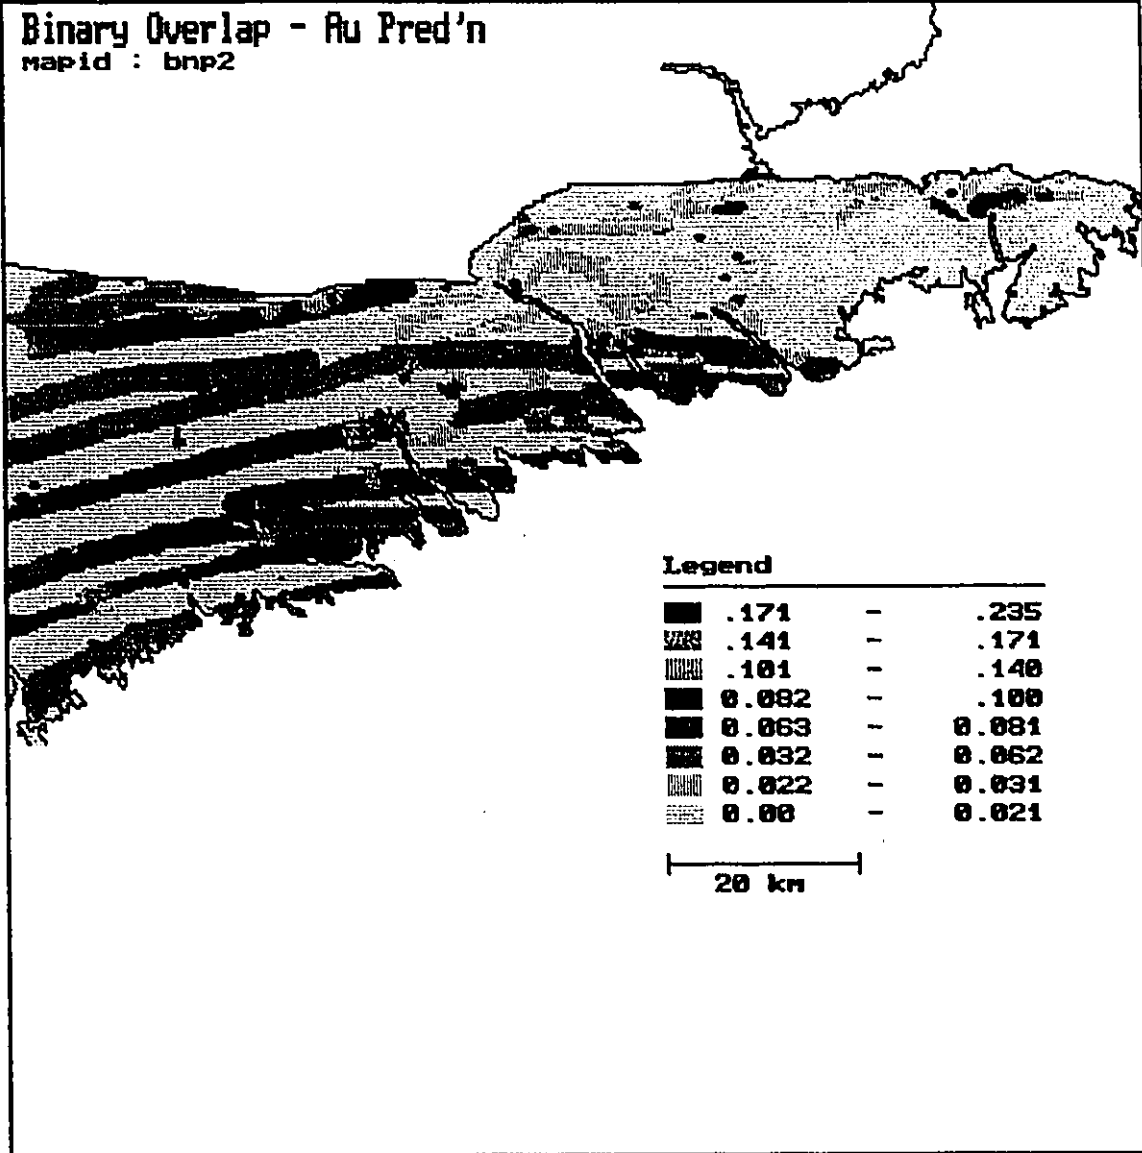 Binary Overlap - Au Pred'n
mapid : bnp2
Legend
.171 - .235
.141 - .171
.101 - .140
0.082 - .100
0.063 - 0.081
0.032 - 0.062
0.022 - 0.031
0.00 - 0.021
20 km